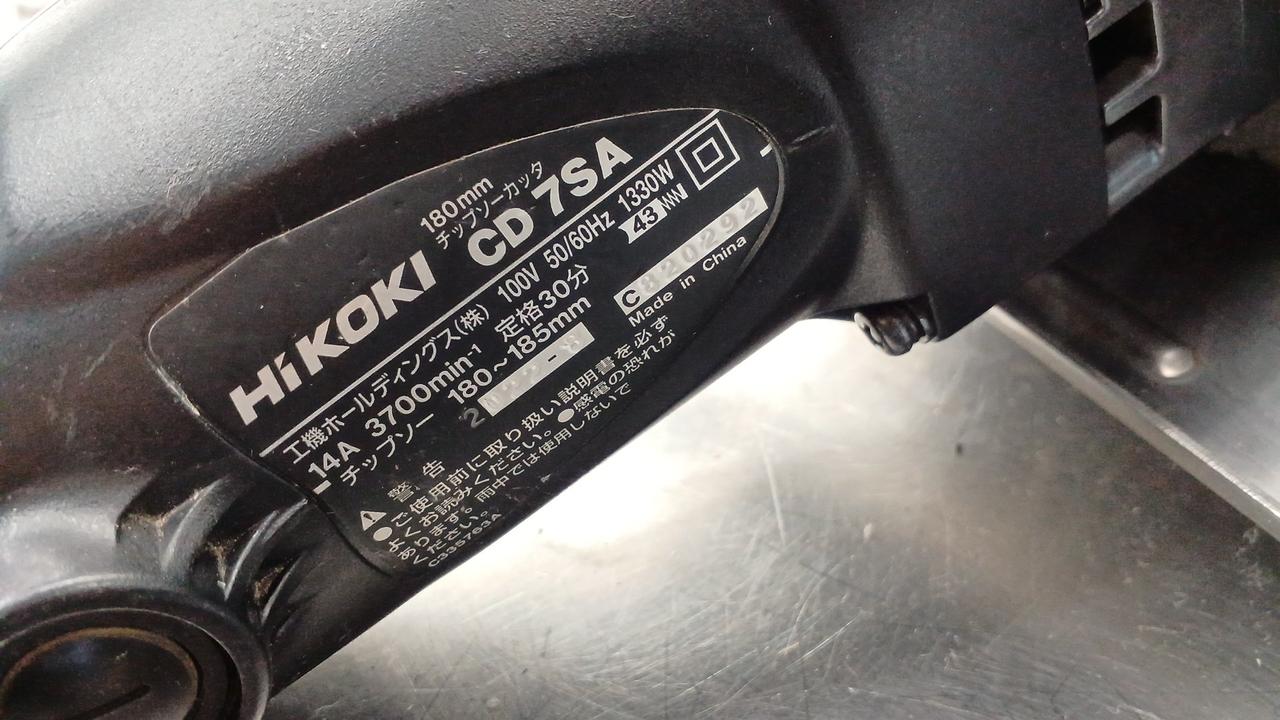 180mm
チップソーカッタ
HiKOKI CD 7SA
工機ホールディングス(株) 100V 50/60Hz 1330W
14A 3700min-1 定格30分 43
チップソー 180~185mm C820292
2022-8 Made in China
警告
●ご使用前に取り扱い説明書を必ず
よくお読みください。●感電の恐れが
あります。雨中では使用しないで
ください。
C335763A